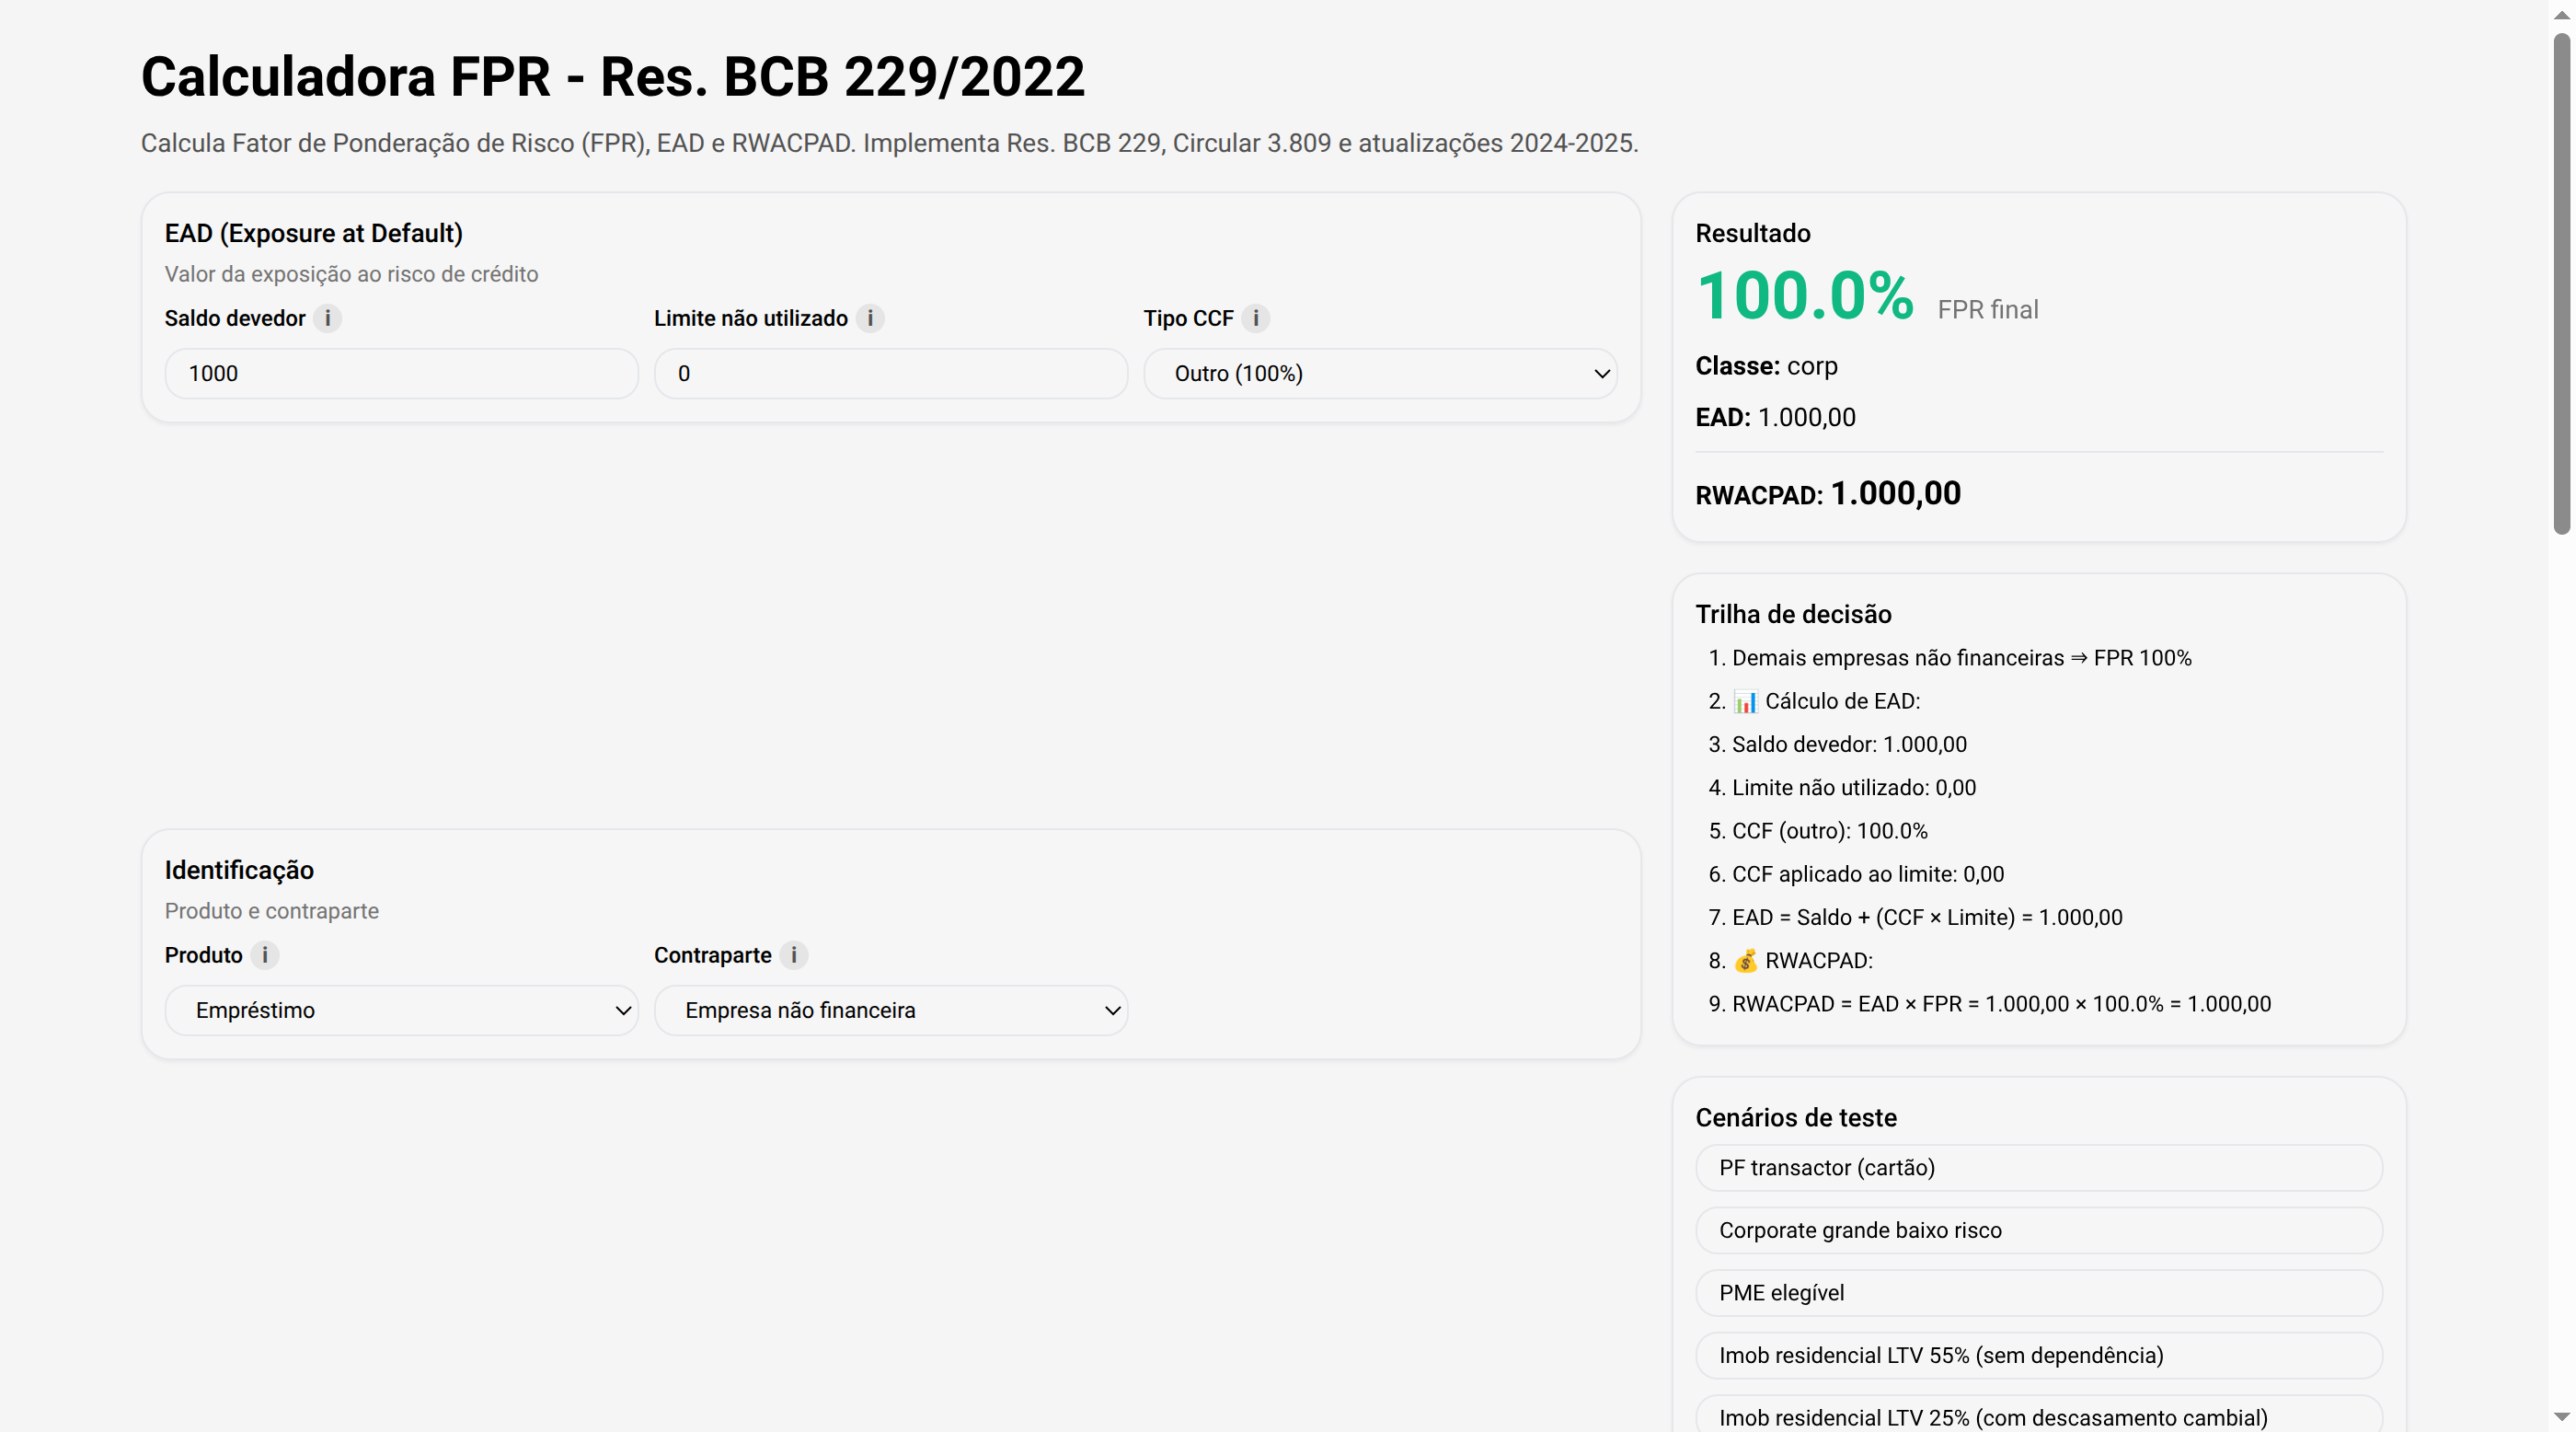 Calculadora FPR - Res. BCB 229/2022
Calcula Fator de Ponderação de Risco (FPR), EAD e RWACPAD. Implementa Res. BCB 229, Circular 3.809 e atualizações 2024-2025.
EAD (Exposure at Default)
Valor da exposição ao risco de crédito
Saldo devedor i
Limite não utilizado i
Tipo CCF i
1000
0
Outro (100%)
Identificação
Produto e contraparte
Produto i
Contraparte i
Empréstimo
Empresa não financeira
Resultado
100.0% FPR final
Classe: corp
EAD: 1.000,00
RWACPAD: 1.000,00
Trilha de decisão
1. Demais empresas não financeiras ⇒ FPR 100%
2. 📊 Cálculo de EAD:
3. Saldo devedor: 1.000,00
4. Limite não utilizado: 0,00
5. CCF (outro): 100.0%
6. CCF aplicado ao limite: 0,00
7. EAD = Saldo + (CCF × Limite) = 1.000,00
8. 💰 RWACPAD:
9. RWACPAD = EAD × FPR = 1.000,00 × 100.0% = 1.000,00
Cenários de teste
PF transactor (cartão)
Corporate grande baixo risco
PME elegível
Imob residencial LTV 55% (sem dependência)
Imob residencial LTV 25% (com descasamento cambial)